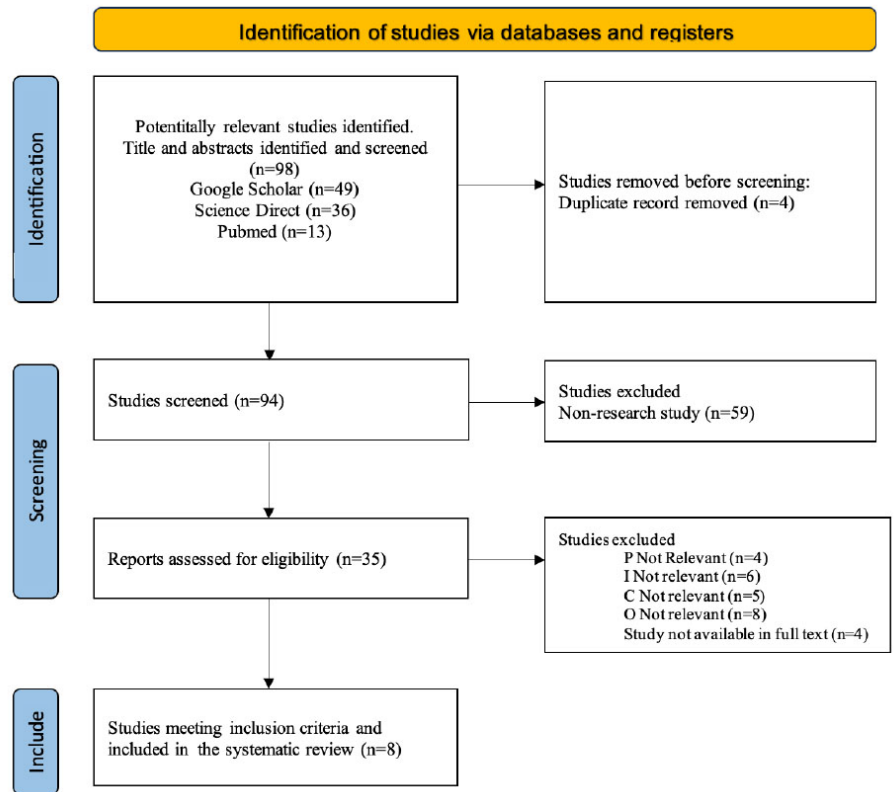 Identification of studies via databases and registers
Identification
Potentitally relevant studies identified.
Title and abstracts identified and screened
(n=98)
Google Scholar (n=49)
Science Direct (n=36)
Pubmed (n=13)
Studies removed before screening:
Duplicate record removed (n=4)
Screening
Studies screened (n=94)
Studies excluded
Non-research study (n=59)
Reports assessed for eligibility (n=35)
Studies excluded
P Not Relevant (n=4)
I Not relevant (n=6)
C Not relevant (n=5)
O Not relevant (n=8)
Study not available in full text (n=4)
Include
Studies meeting inclusion criteria and
included in the systematic review (n=8)